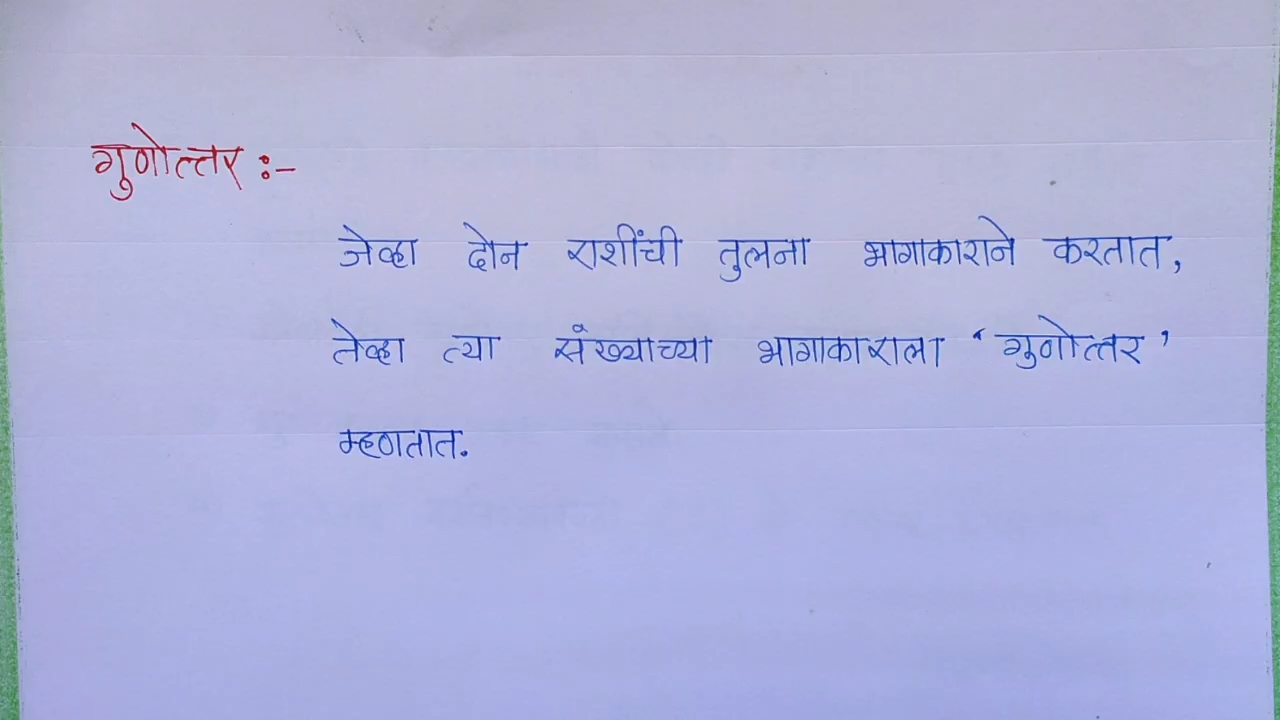 गुणोत्तर :-
जेव्हा दोन राशींची तुलना भागाकाराने करतात,
तेव्हा त्या संख्याच्या भागाकाराला ‘गुणोत्तर’
म्हणतात.